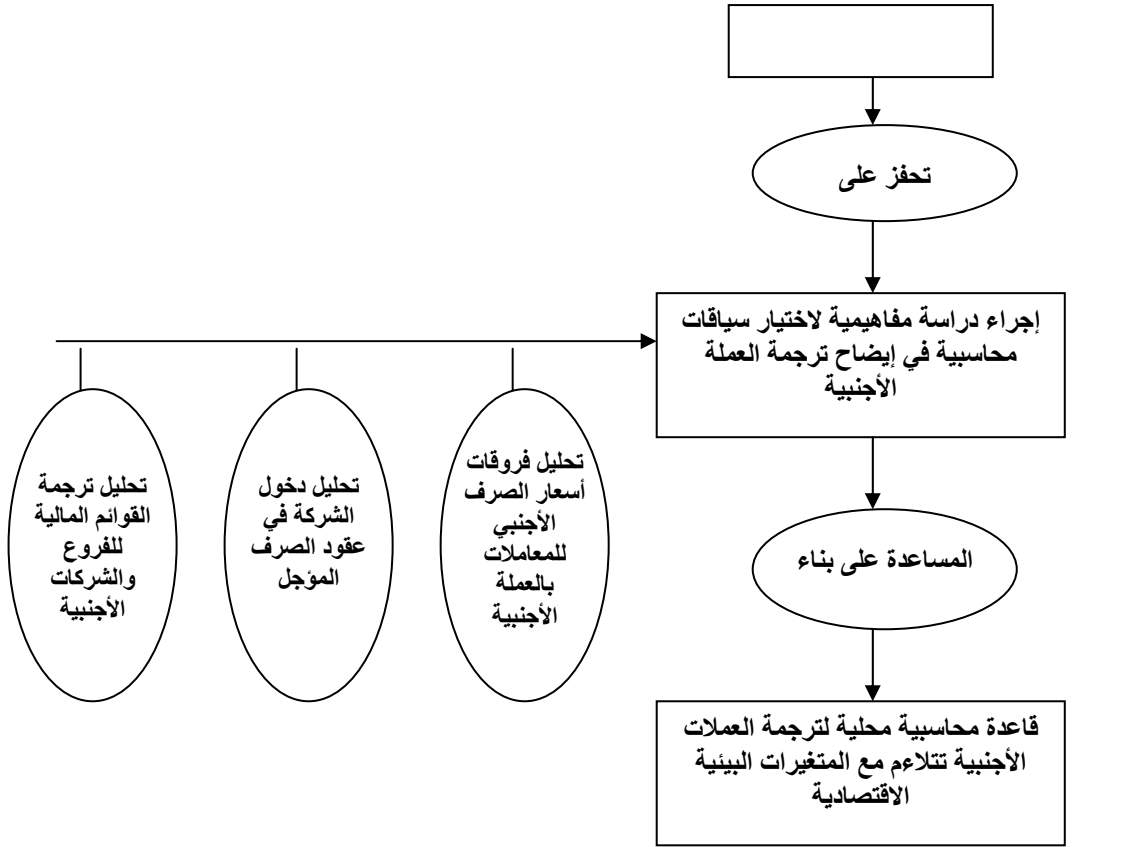 تحفز على
إجراء دراسة مفاهيمية لاختيار سياقات
محاسبية في إيضاح ترجمة العملة
الأجنبية
تحليل فروقات
أسعار الصرف
الأجنبي
للمعاملات
بالعملة
الأجنبية
تحليل دخول
الشركة في
عقود الصرف
المؤجل
تحليل ترجمة
القوائم المالية
للفروع
والشركات
الأجنبية
المساعدة على بناء
قاعدة محاسبية محلية لترجمة العملات
الأجنبية تتلاءم مع المتغيرات البيئية
الاقتصادية